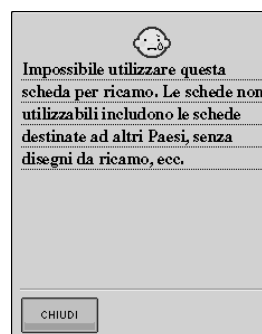 Impossibile utilizzare questa
scheda per ricamo. Le schede non
utilizzabili includono le schede
destinate ad altri Paesi, senza
disegni da ricamo, ecc.
CHIUDI